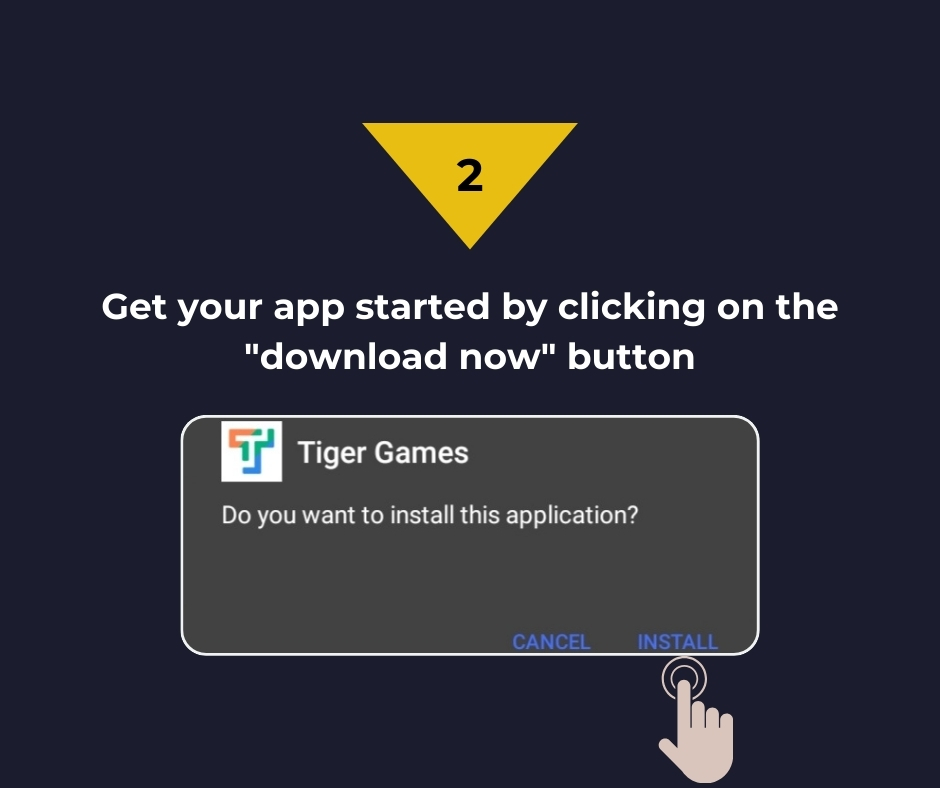 2
Get your app started by clicking on the
"download now" button
Tiger Games
Do you want to install this application?
CANCEL INSTALL